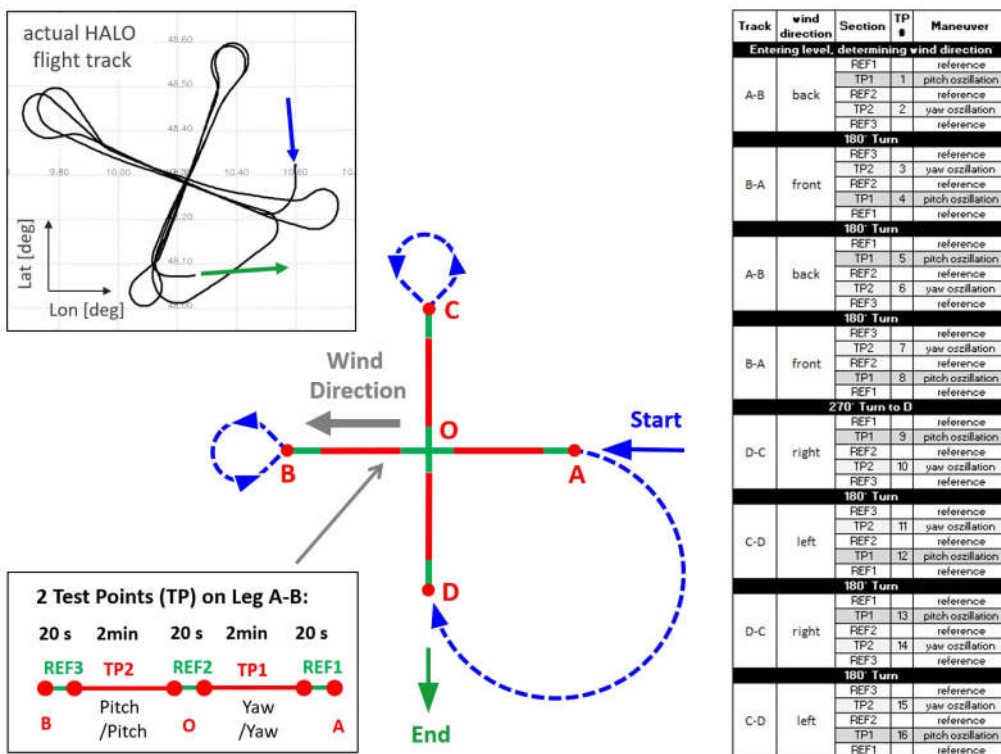 actual HALO
flight track
48.60
48.50
48.40
9.80 10.00 10.40
48.20
48.10
48.00
Lat [deg]
Lon [deg]
Wind
Direction
C
O
Start
B
A
D
End
2 Test Points (TP) on Leg A-B:
20 s 2min 20 s 2min 20 s
REF3 TP2 REF2 TP1 REF1
B Pitch /Pitch O Yaw /Yaw A
Track wind direction Section TP # Maneuver
Entering level, determining wind direction
A-B back
REF1 reference
TP1 1 pitch oszillation
REF2 reference
TP2 2 yaw oszillation
REF3 reference
180° Turn
B-A front
REF3 reference
TP2 3 yaw oszillation
REF2 reference
TP1 4 pitch oszillation
REF1 reference
180° Turn
A-B back
REF1 reference
TP1 5 pitch oszillation
REF2 reference
TP2 6 yaw oszillation
REF3 reference
180° Turn
B-A front
REF3 reference
TP2 7 yaw oszillation
REF2 reference
TP1 8 pitch oszillation
REF1 reference
270° Turn to D
D-C right
REF1 reference
TP1 9 pitch oszillation
REF2 reference
TP2 10 yaw oszillation
REF3 reference
180° Turn
C-D left
REF3 reference
TP2 11 yaw oszillation
REF2 reference
TP1 12 pitch oszillation
REF1 reference
180° Turn
D-C right
REF1 reference
TP1 13 pitch oszillation
REF2 reference
TP2 14 yaw oszillation
REF3 reference
180° Turn
C-D left
REF3 reference
TP2 15 yaw oszillation
REF2 reference
TP1 16 pitch oszillation
REF1 reference